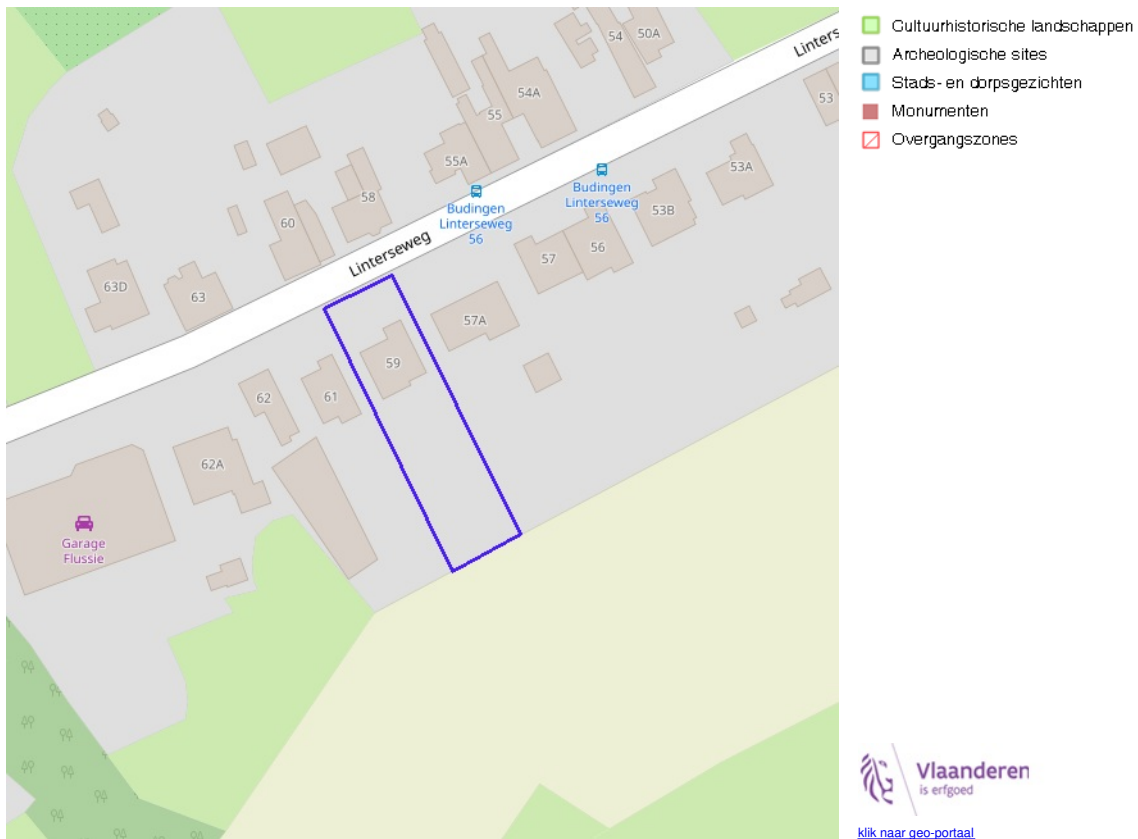 54
50A
Linters
54A
55
55A
53
53A
Budingen
Linterseweg
56
Budingen
Linterseweg
56
58
60
53B
Linterseweg
57
56
63D
63
57A
59
62
61
62A
Garage
Flussie
Cultuurhistorische landschappen
Archeologische sites
Stads- en dorpsgezichten
Monumenten
Overgangszones
Vlaanderen
is erfgoed
klik naar geo-portaal